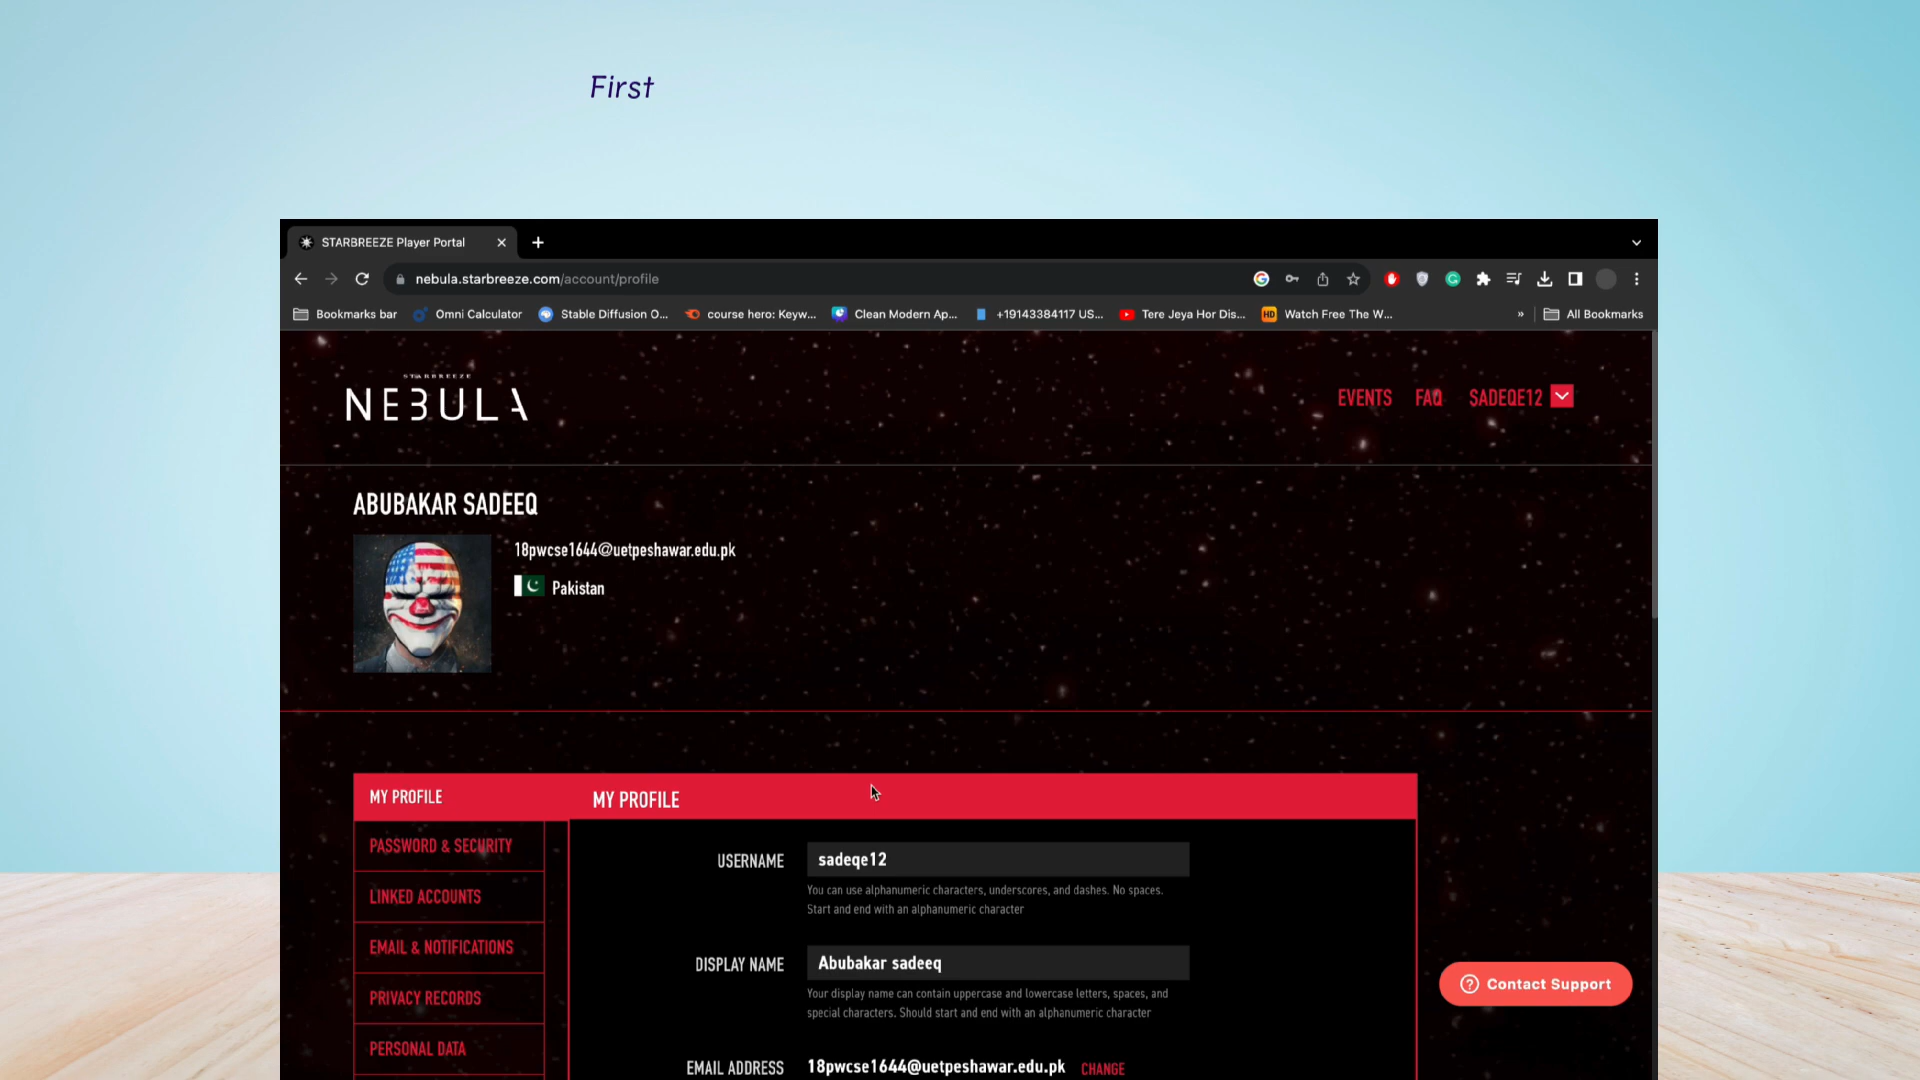 First
STARBREEZE Player Portal
nebula.starbreeze.com/account/profile
Bookmarks bar
Omni Calculator
Stable Diffusion O...
course hero: Keyw...
Clean Modern Ap...
+19143384117 US...
Tere Jeya Hor Dis...
HD
Watch Free The W...
»
All Bookmarks
STARBREEZE
NEBULA
EVENTS
FAQ
SADEQE12
ABUBAKAR SADEEQ
18pwcse1644@uetpeshawar.edu.pk
Pakistan
MY PROFILE
PASSWORD & SECURITY
LINKED ACCOUNTS
EMAIL & NOTIFICATIONS
PRIVACY RECORDS
PERSONAL DATA
MY PROFILE
USERNAME
sadeqe12
You can use alphanumeric characters, underscores, and dashes. No spaces.
Start and end with an alphanumeric character
DISPLAY NAME
Abubakar sadeeq
Your display name can contain uppercase and lowercase letters, spaces, and
special characters. Should start and end with an alphanumeric character
EMAIL ADDRESS
18pwcse1644@uetpeshawar.edu.pk
CHANGE
Contact Support